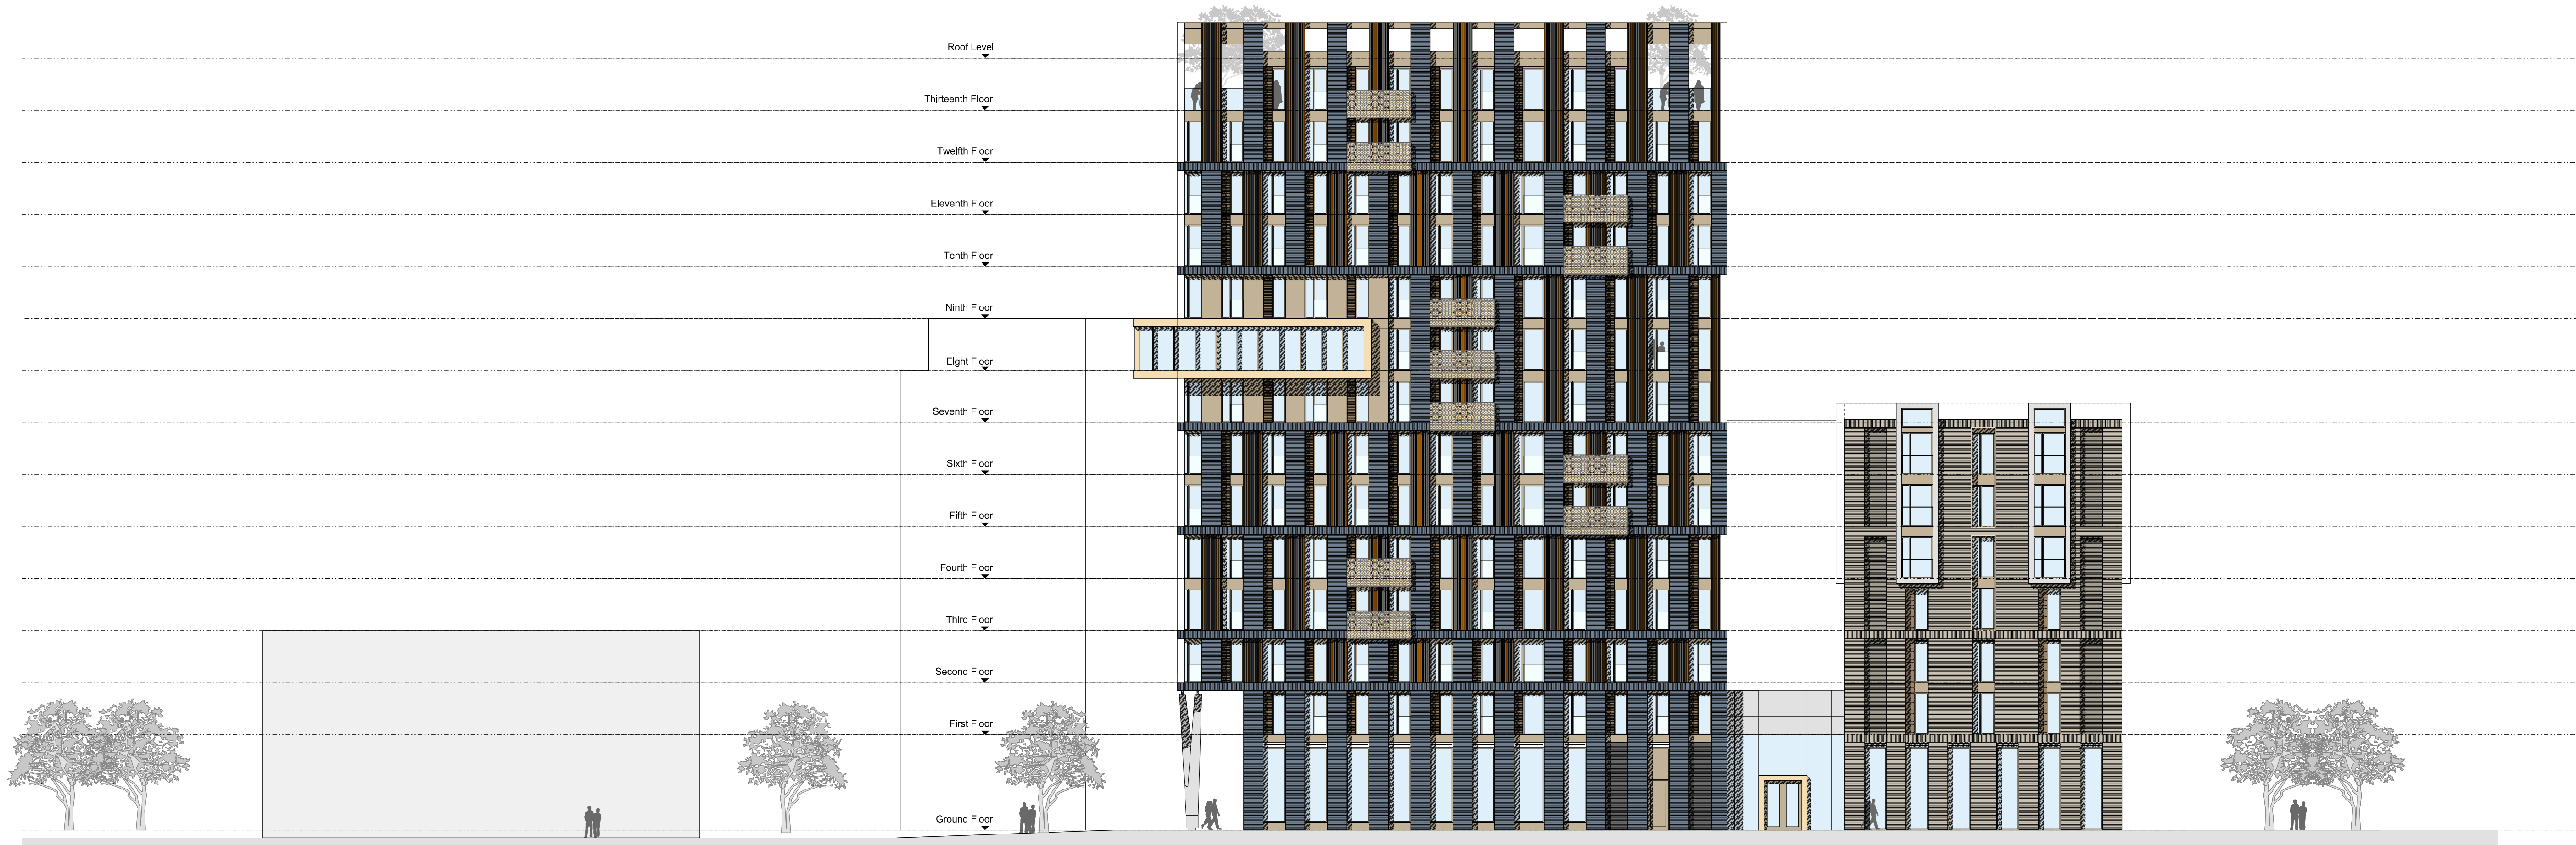 Roof Level
Thirteenth Floor
Twelfth Floor
Eleventh Floor
Tenth Floor
Ninth Floor
Eight Floor
Seventh Floor
Sixth Floor
Fifth Floor
Fourth Floor
Third Floor
Second Floor
First Floor
Ground Floor